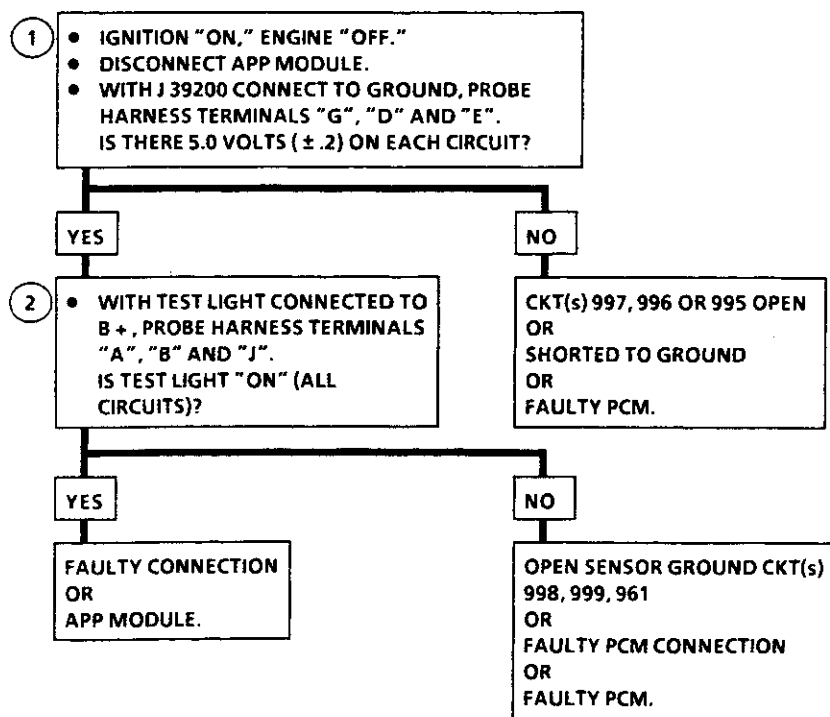 1
• IGNITION "ON," ENGINE "OFF."
• DISCONNECT APP MODULE.
• WITH J 39200 CONNECT TO GROUND, PROBE
HARNESS TERMINALS "G", "D" AND "E".
IS THERE 5.0 VOLTS ( ± .2) ON EACH CIRCUIT?
YES
NO
2
• WITH TEST LIGHT CONNECTED TO
B + , PROBE HARNESS TERMINALS
"A", "B" AND "J".
IS TEST LIGHT "ON" (ALL
CIRCUITS)?
CKT(s) 997, 996 OR 995 OPEN
OR
SHORTED TO GROUND
OR
FAULTY PCM.
YES
NO
FAULTY CONNECTION
OR
APP MODULE.
OPEN SENSOR GROUND CKT(s)
998, 999, 961
OR
FAULTY PCM CONNECTION
OR
FAULTY PCM.